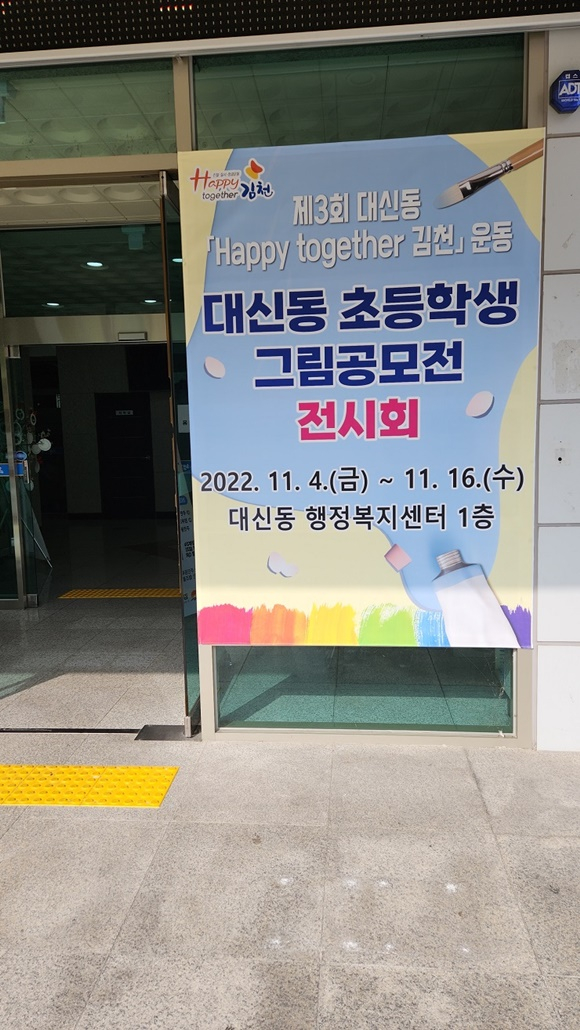 Happy
together 김천
제3회 대신동
「Happy together 김천」 운동
대신동 초등학생
그림공모전
전시회
2022. 11. 4.(금) ~ 11. 16.(수)
대신동 행정복지센터 1층
ADT